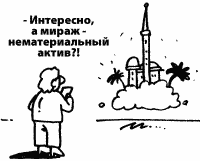 - Интересно,
а мираж -
нематериальный
актив?!